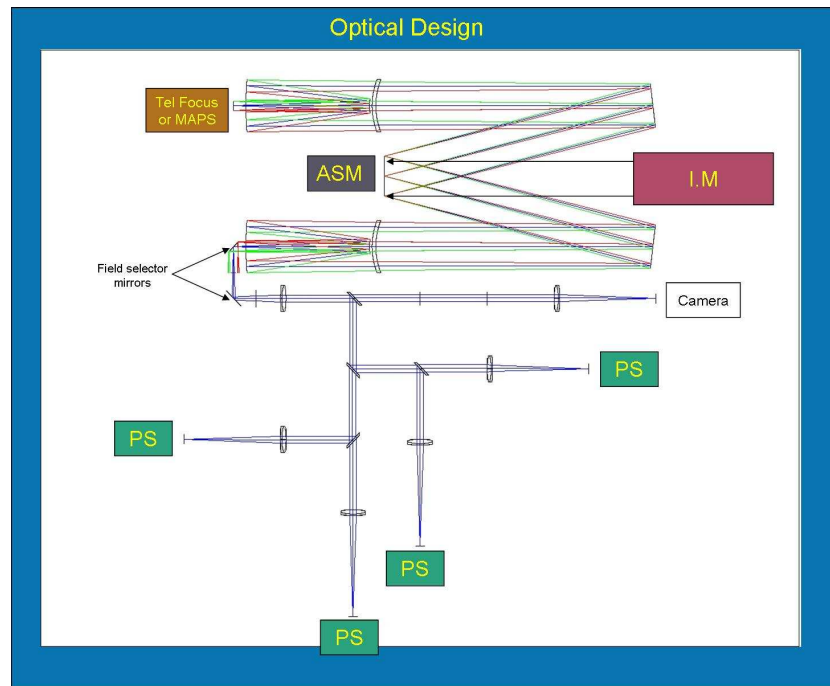 Optical Design
Tel Focus
or MAPS
ASM
I.M
Field selector
mirrors
Camera
PS
PS
PS
PS